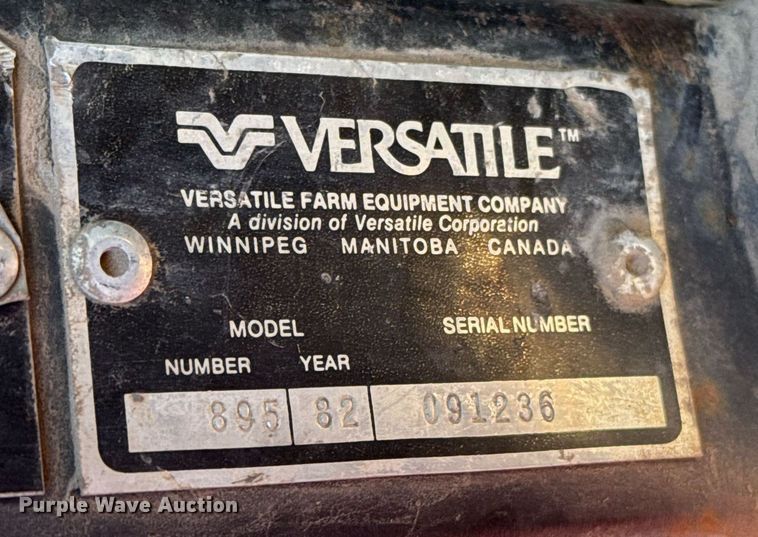 VERSATILE™
VERSATILE FARM EQUIPMENT COMPANY
A division of Versatile Corporation
WINNIPEG MANITOBA CANADA
MODEL SERIAL NUMBER
NUMBER YEAR
895 82 091236
Purple Wave Auction